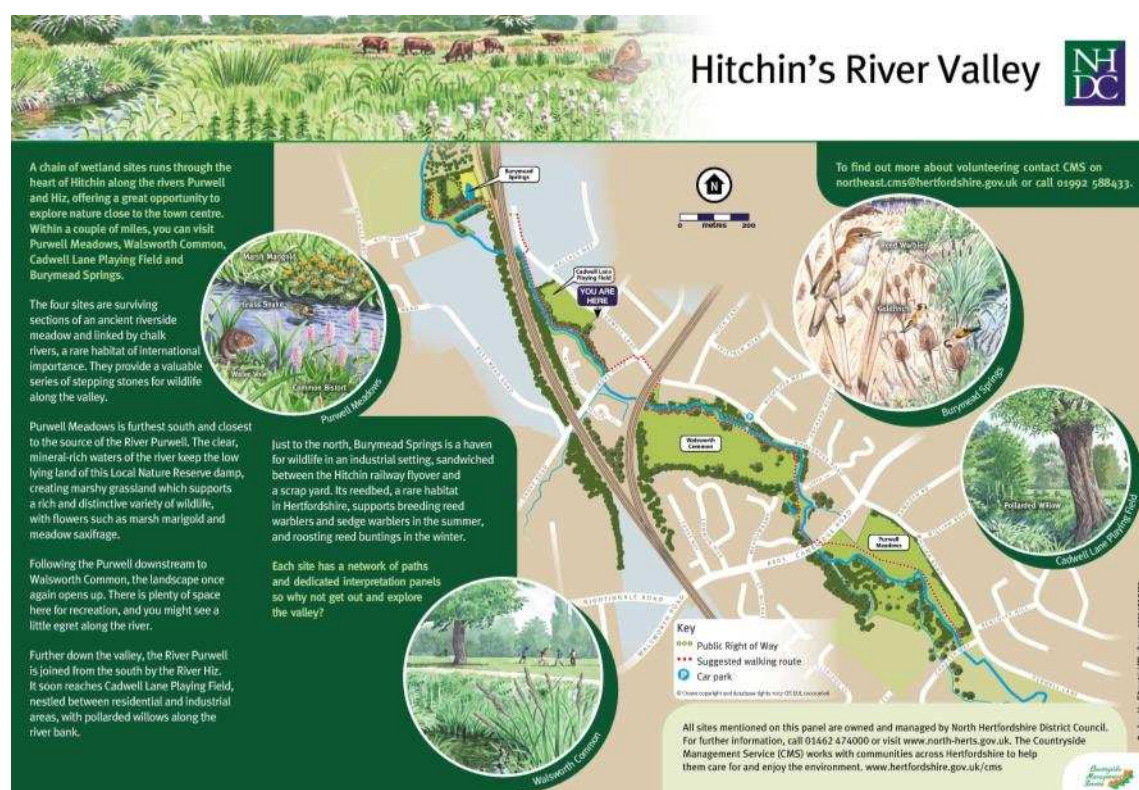 Hitchin's River Valley
NH
DC
A chain of wetland sites runs through the
heart of Hitchin along the rivers Purwell
and Hiz, offering a great opportunity to
explore nature close to the town centre.
Within a couple of miles, you can visit
Purwell Meadows, Walsworth Common,
Cadwell Lane Playing Field and
Burymead Springs.
The four sites are surviving
sections of an ancient riverside
meadow and linked by chalk
rivers, a rare habitat of international
importance. They provide a valuable
series of stepping stones for wildlife
along the valley.
Purwell Meadows is furthest south and closest
to the source of the River Purwell. The clear,
mineral-rich waters of the river keep the low
lying land of this Local Nature Reserve damp,
creating marshy grassland which supports
a rich and distinctive variety of wildlife,
with flowers such as marsh marigold and
meadow saxifrage.
Following the Purwell downstream to
Walsworth Common, the landscape once
again opens up. There is plenty of space
here for recreation, and you might see a
little egret along the river.
Further down the valley, the River Purwell
is joined from the south by the River Hiz.
It soon reaches Cadwell Lane Playing Field,
nestled between residential and industrial
areas, with pollarded willows along the
river bank.
Marsh Marigold
Grass Snake
Water Vole
Common Bistort
Purwell Meadows
Just to the north, Burymead Springs is a haven
for wildlife in an industrial setting, sandwiched
between the Hitchin railway flyover and
a scrap yard. Its reedbed, a rare habitat
in Hertfordshire, supports breeding reed
warblers and sedge warblers in the summer,
and roosting reed buntings in the winter.
Each site has a network of paths
and dedicated interpretation panels
so why not get out and explore
the valley?
Walsworth Common
Burymead
Springs
N
0 metres 200
Cadwell Lane
Playing Field
YOU ARE
HERE
Walsworth
Common
Purwell
Meadows
NIGHTINGALE ROAD
WALSWORTH ROAD
CAMBRIDGE ROAD
PURWELL LANE
To find out more about volunteering contact CMS on
northeast.cms@hertfordshire.gov.uk or call 01992 588433.
Reed Warbler
Goldfinch
Burymead Springs
Pollarded Willow
Cadwell Lane Playing Field
Key
Public Right of Way
Suggested walking route
P Car park
© Crown copyright and database rights
All sites mentioned on this panel are owned and managed by North Hertfordshire District Council.
For further information, call 01462 474000 or visit www.north-herts.gov.uk. The Countryside
Management Service (CMS) works with communities across Hertfordshire to help
them care for and enjoy the environment. www.hertfordshire.gov.uk/cms
Countryside
Management
Service